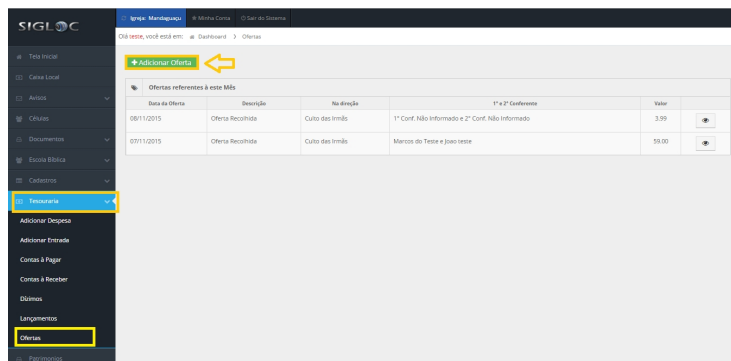 SIGLOC
Igreja: Mandaguaçu Minha Conta Sair do Sistema
Olá teste, você está em: Dashboard > Ofertas
Tela Inicial
Caixa Local
Avisos
Células
Documentos
Escola Bíblica
Cadastros
Tesouraria
Adicionar Despesa
Adicionar Entrada
Contas à Pagar
Contas à Receber
Dízimos
Lançamentos
Ofertas
Patrimonios
+ Adicionar Oferta
Ofertas referentes à este Mês
Data da Oferta Descrição Na direção 1º e 2º Conferente Valor
08/11/2015 Oferta Recolhida Culto das Irmãs 1º Conf. Não Informado e 2º Conf. Não Informado 3.99
07/11/2015 Oferta Recolhida Culto das Irmãs Marcos do Teste e Joao teste 59.00